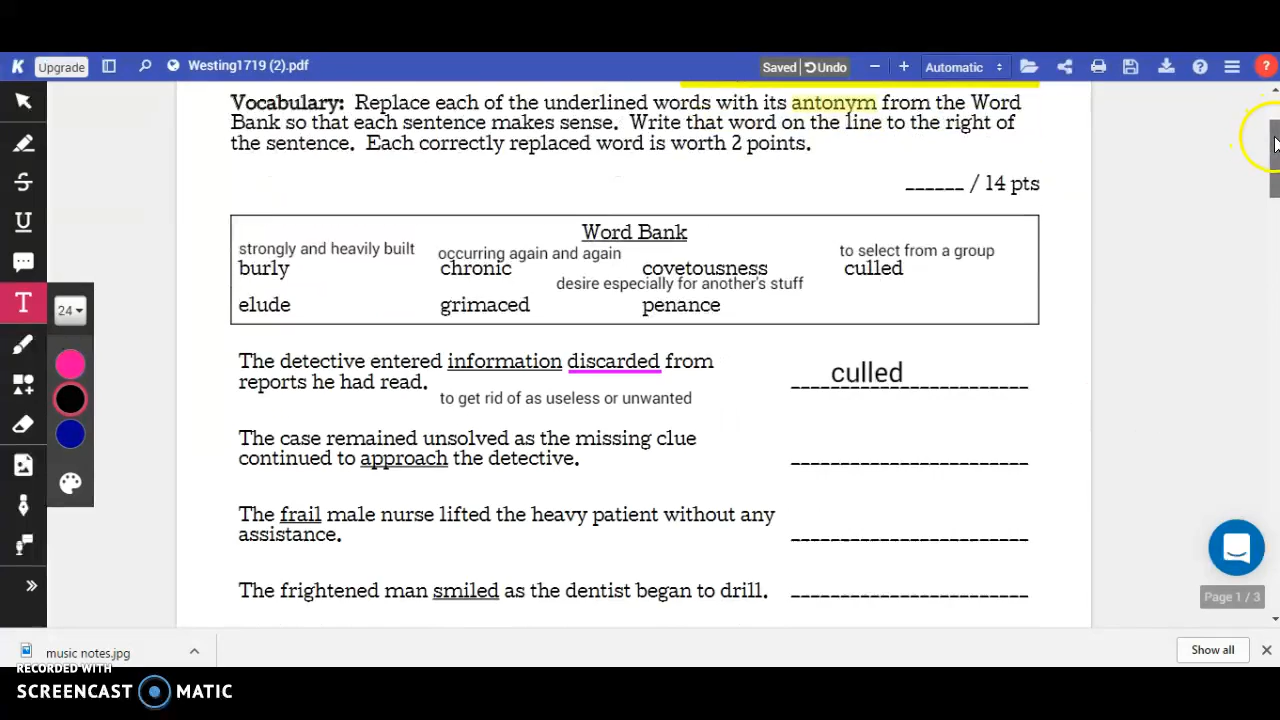 K Upgrade Westing1719 (2).pdf Saved Undo Automatic
Vocabulary: Replace each of the underlined words with its antonym from the Word
Bank so that each sentence makes sense. Write that word on the line to the right of
the sentence. Each correctly replaced word is worth 2 points.
______ / 14 pts
Word Bank
strongly and heavily built occurring again and again to select from a group
burly chronic covetousness culled
desire especially for another's stuff
elude grimaced penance
The detective entered information discarded from
reports he had read. culled
to get rid of as useless or unwanted
The case remained unsolved as the missing clue
continued to approach the detective.
The frail male nurse lifted the heavy patient without any
assistance.
The frightened man smiled as the dentist began to drill.
T 24
Page 1 / 3
music notes.jpg Show all
RECORDED WITH
SCREENCAST MATIC